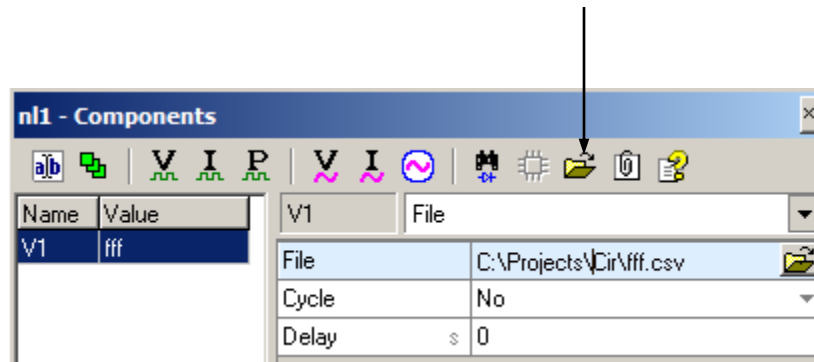 nl1 - Components
a b V I P V I
Name Value V1 File
V1 fff File C:\Projects\Cir\fff.csv
Cycle No
Delay s 0